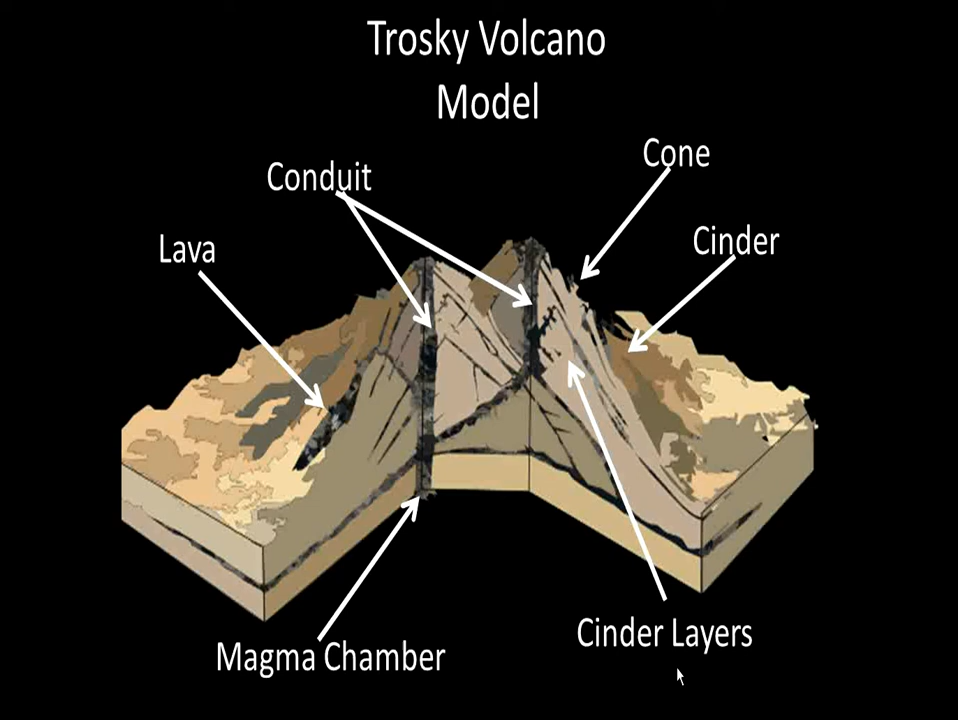 Trosky Volcano
Model
Cone
Conduit
Cinder
Lava
Cinder Layers
Magma Chamber